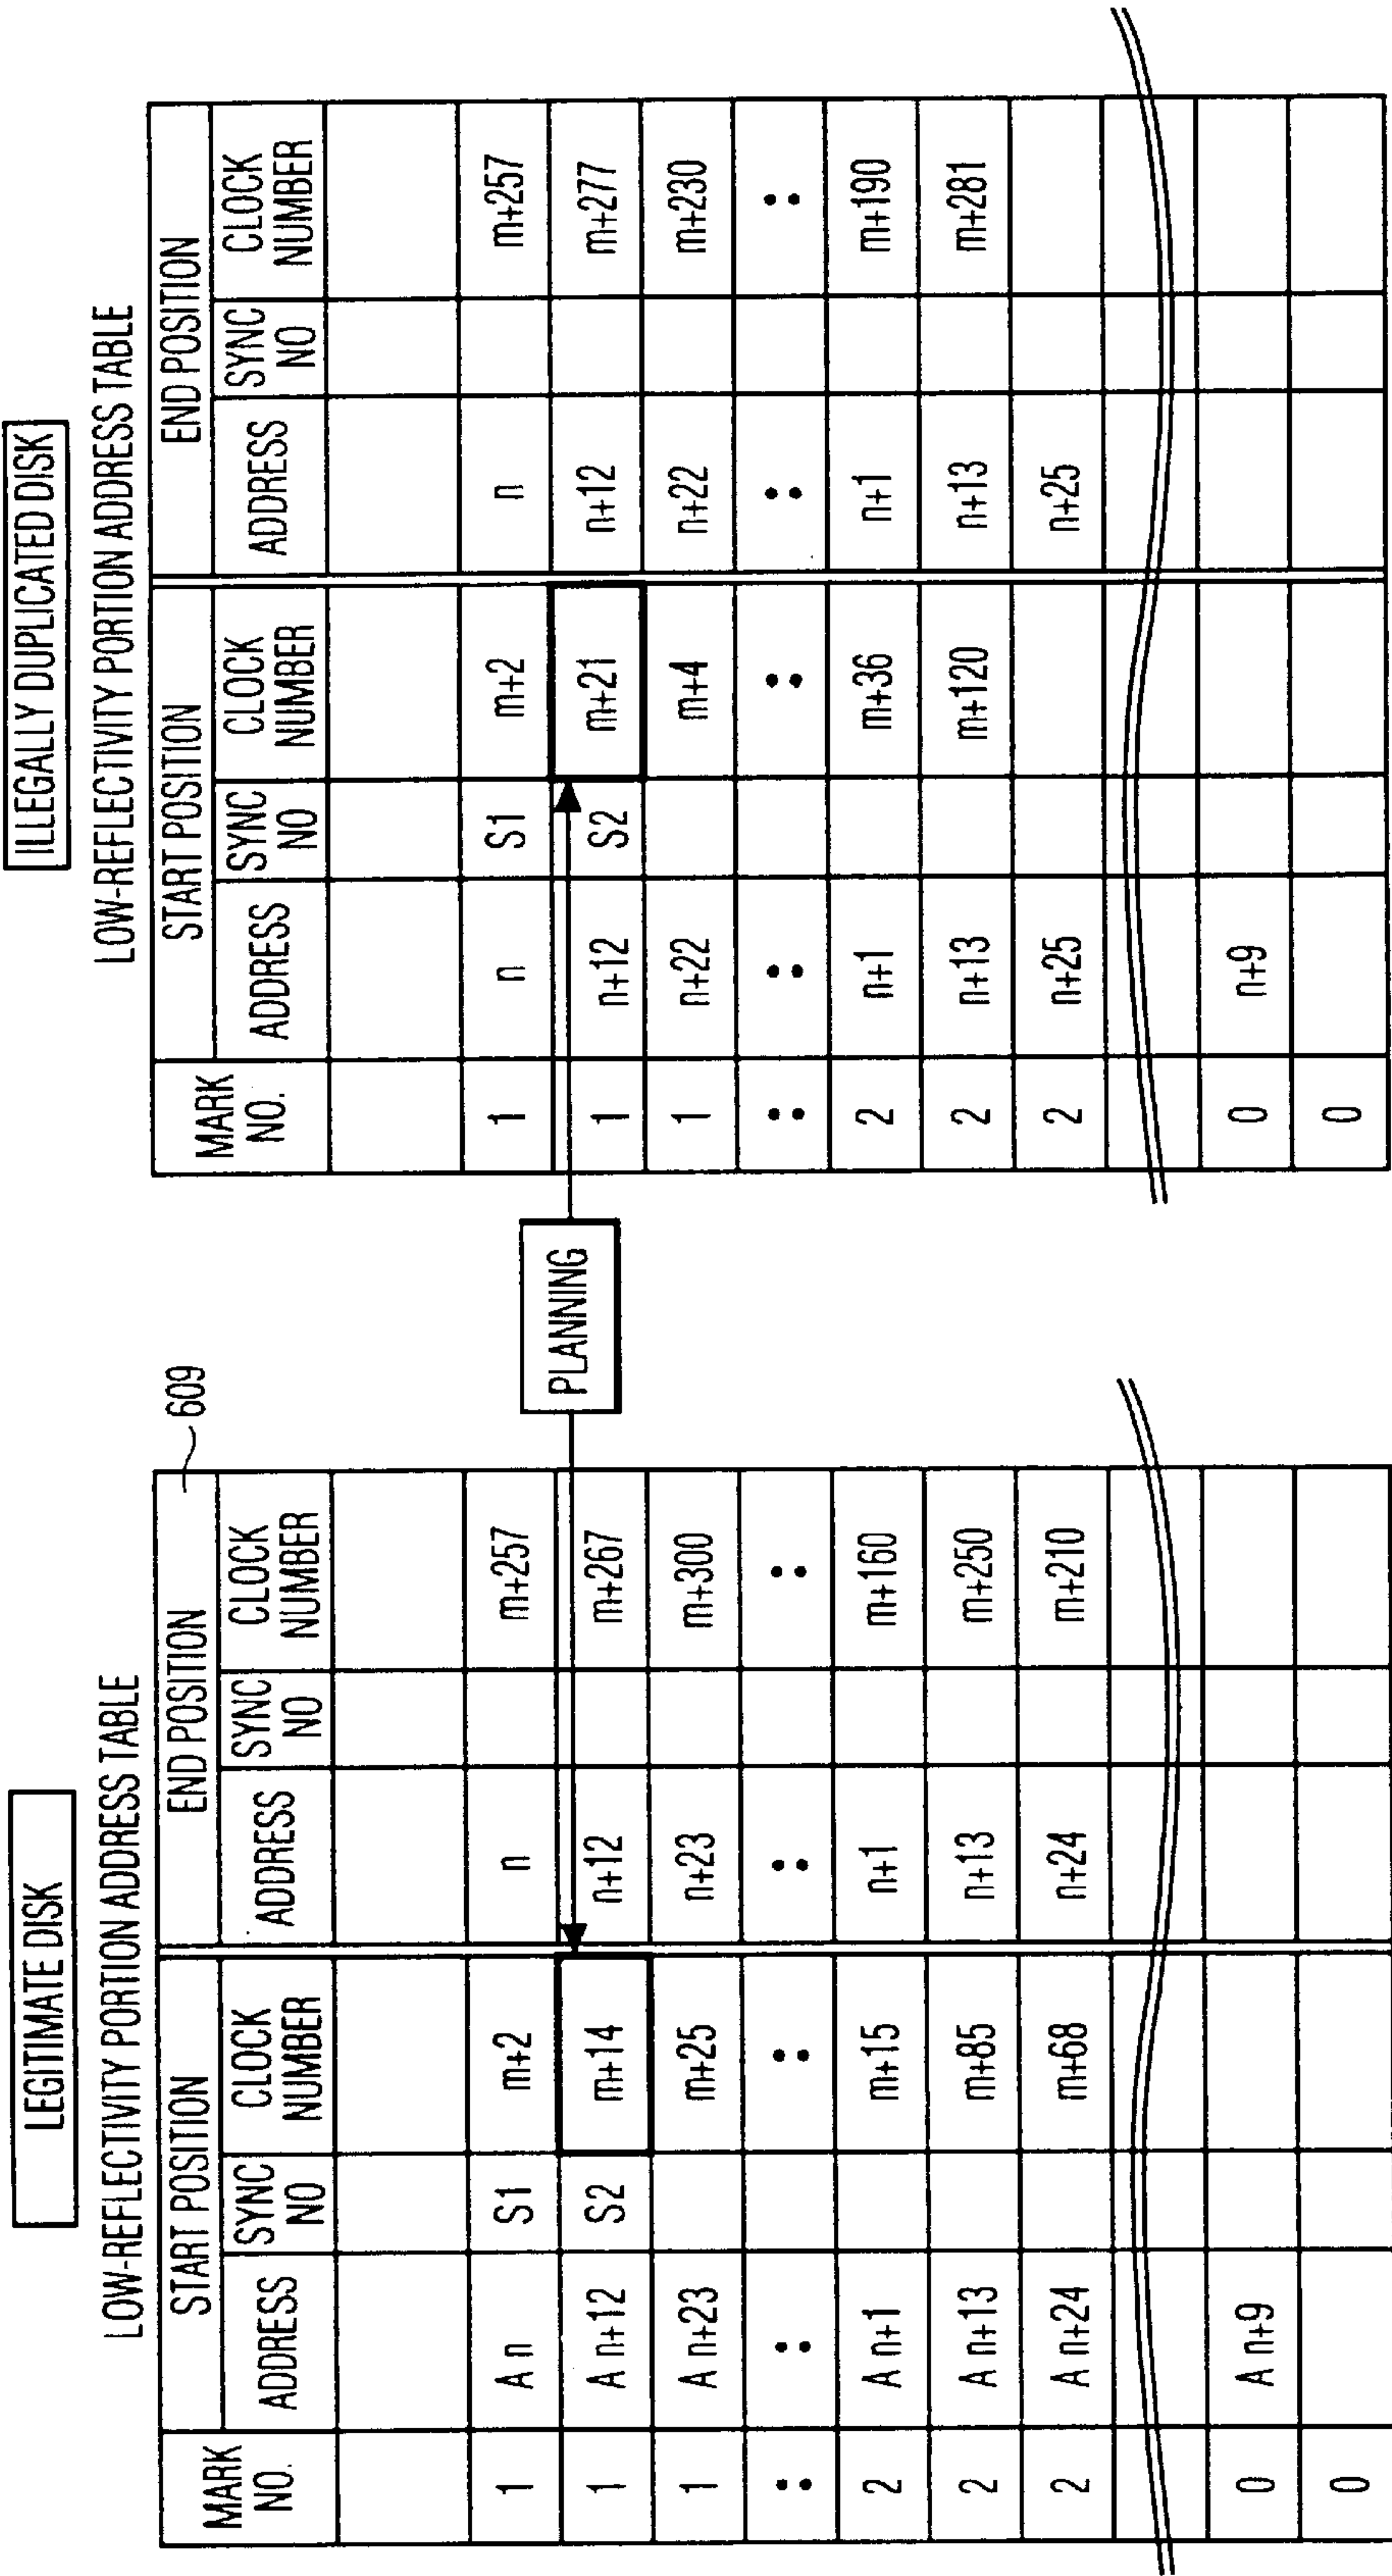 LEGITIMATE DISK
LOW-REFLECTIVITY PORTION ADDRESS TABLE
609
MARK NO. START POSITION END POSITION
ADDRESS SYNC NO CLOCK NUMBER ADDRESS SYNC NO CLOCK NUMBER
1 A n S1 m+2 n m+257
1 A n+12 S2 m+14 n+12 m+267
1 A n+23 m+25 n+23 m+300
: : : : :
2 A n+1 m+15 n+1 m+160
2 A n+13 m+85 n+13 m+250
2 A n+24 m+68 n+24 m+210
0 A n+9
0
PLANNING
ILLEGALLY DUPLICATED DISK
LOW-REFLECTIVITY PORTION ADDRESS TABLE
MARK NO. START POSITION END POSITION
ADDRESS SYNC NO CLOCK NUMBER ADDRESS SYNC NO CLOCK NUMBER
1 n S1 m+2 n m+257
1 n+12 S2 m+21 n+12 m+277
1 n+22 m+4 n+22 m+230
: : : : :
2 n+1 m+36 n+1 m+190
2 n+13 m+120 n+13 m+281
2 n+25 n+25
0 n+9
0